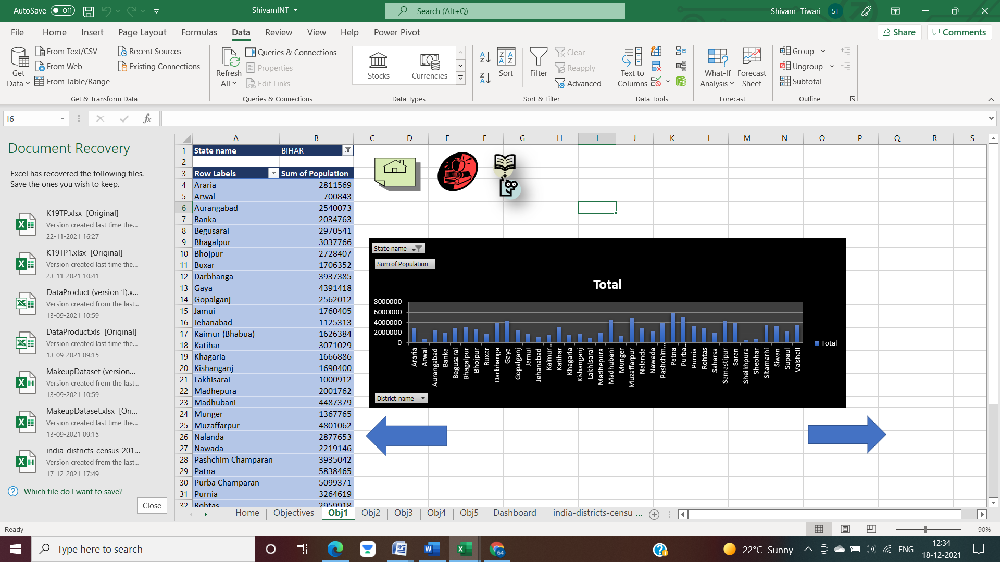 AutoSave Off ShivamINT Search (Alt+Q) Shivam Tiwari ST
File Home Insert Page Layout Formulas Data Review View Help Power Pivot Share Comments
Get Data
From Text/CSV
From Web
From Table/Range
Recent Sources
Existing Connections
Get & Transform Data
Refresh All
Queries & Connections
Properties
Edit Links
Queries & Connections
Stocks Currencies
Data Types
Sort
Filter
Clear
Reapply
Advanced
Sort & Filter
Text to Columns
Data Tools
What-If Analysis
Forecast Sheet
Forecast
Group
Ungroup
Subtotal
Outline
I6 fx
Document Recovery
Excel has recovered the following files.
Save the ones you wish to keep.
K19TP.xlsx [Original]
Version created last time the...
22-11-2021 16:27
K19TP1.xlsx [Original]
Version created last time the...
23-11-2021 10:41
DataProduct (version 1).x...
Version created from the last...
13-09-2021 10:59
DataProduct.xls [Original]
Version created last time the...
13-09-2021 09:15
MakeupDataset (version...
Version created from the last...
13-09-2021 10:59
MakeupDataset.xlsx [Ori...
Version created last time the...
13-09-2021 09:15
india-districts-census-201...
Version created from the last...
17-12-2021 17:49
Which file do I want to save?
Close
A B C D E F G H I J K L M N O P Q R S
1 State name BIHAR
2
3 Row Labels Sum of Population
4 Araria 2811569
5 Arwal 700843
6 Aurangabad 2540073
7 Banka 2034763
8 Begusarai 2970541
9 Bhagalpur 3037766
10 Bhojpur 2728407
11 Buxar 1706352
12 Darbhanga 3937385
13 Gaya 4391418
14 Gopalganj 2562012
15 Jamui 1760405
16 Jehanabad 1125313
17 Kaimur (Bhabua) 1626384
18 Katihar 3071029
19 Khagaria 1666886
20 Kishanganj 1690400
21 Lakhisarai 1000912
22 Madhepura 2001762
23 Madhubani 4487379
24 Munger 1367765
25 Muzaffarpur 4801062
26 Nalanda 2877653
27 Nawada 2219146
28 Pashchim Champaran 3935042
29 Patna 5838465
30 Purba Champaran 5099371
31 Purnia 3264619
32 Rohtas 2959918
State name
Sum of Population
Total
8000000
6000000
4000000
2000000
0
Araria Arwal Aurangabad Banka Begusarai Bhagalpur Bhojpur Buxar Darbhanga Gaya Gopalganj Jamui Jehanabad Kaimur... Katihar Khagaria Kishanganj Lakhisarai Madhepura Madhubani Munger Muzaffarpur Nalanda Nawada Pashchim... Patna Purba... Purnia Rohtas Saharsa Samastipur Saran Sheikhpura Sheohar Sitamarhi Siwan Supaul Vaishali
Total
District name
Home Objectives Obj1 Obj2 Obj3 Obj4 Obj5 Dashboard india-districts-censu ...
Ready 90%
Type here to search 64 22°C Sunny ENG 12:34
18-12-2021